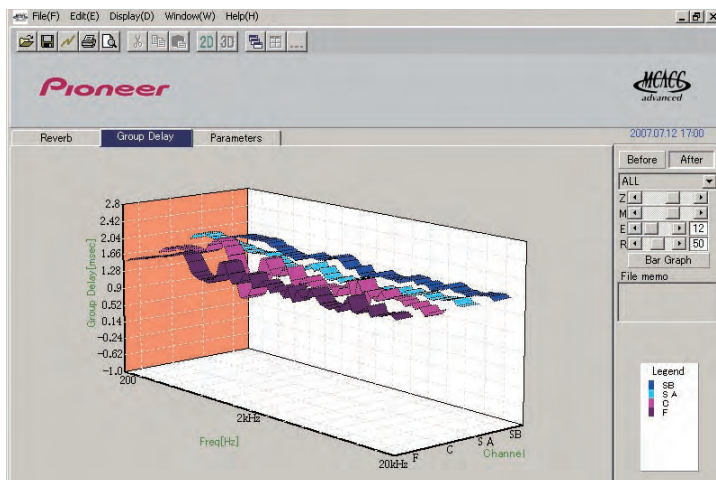 File(F) Edit(E) Display(D) Window(W) Help(H)
2D 3D ...
Pioneer
MCACC
advanced
Reverb Group Delay Parameters
2007.07.12 17:00
Before After
ALL
Z
M
E 12
R 50
Bar Graph
File memo
2.8
2.42
2.04
1.66
1.28
0.9
0.52
0.14
-0.24
-0.62
-1.0
Group Delay[msec]
200
2kHz
20kHz
Freq[Hz]
F
C
S A
SB
Channel
Legend
SB
S A
C
F